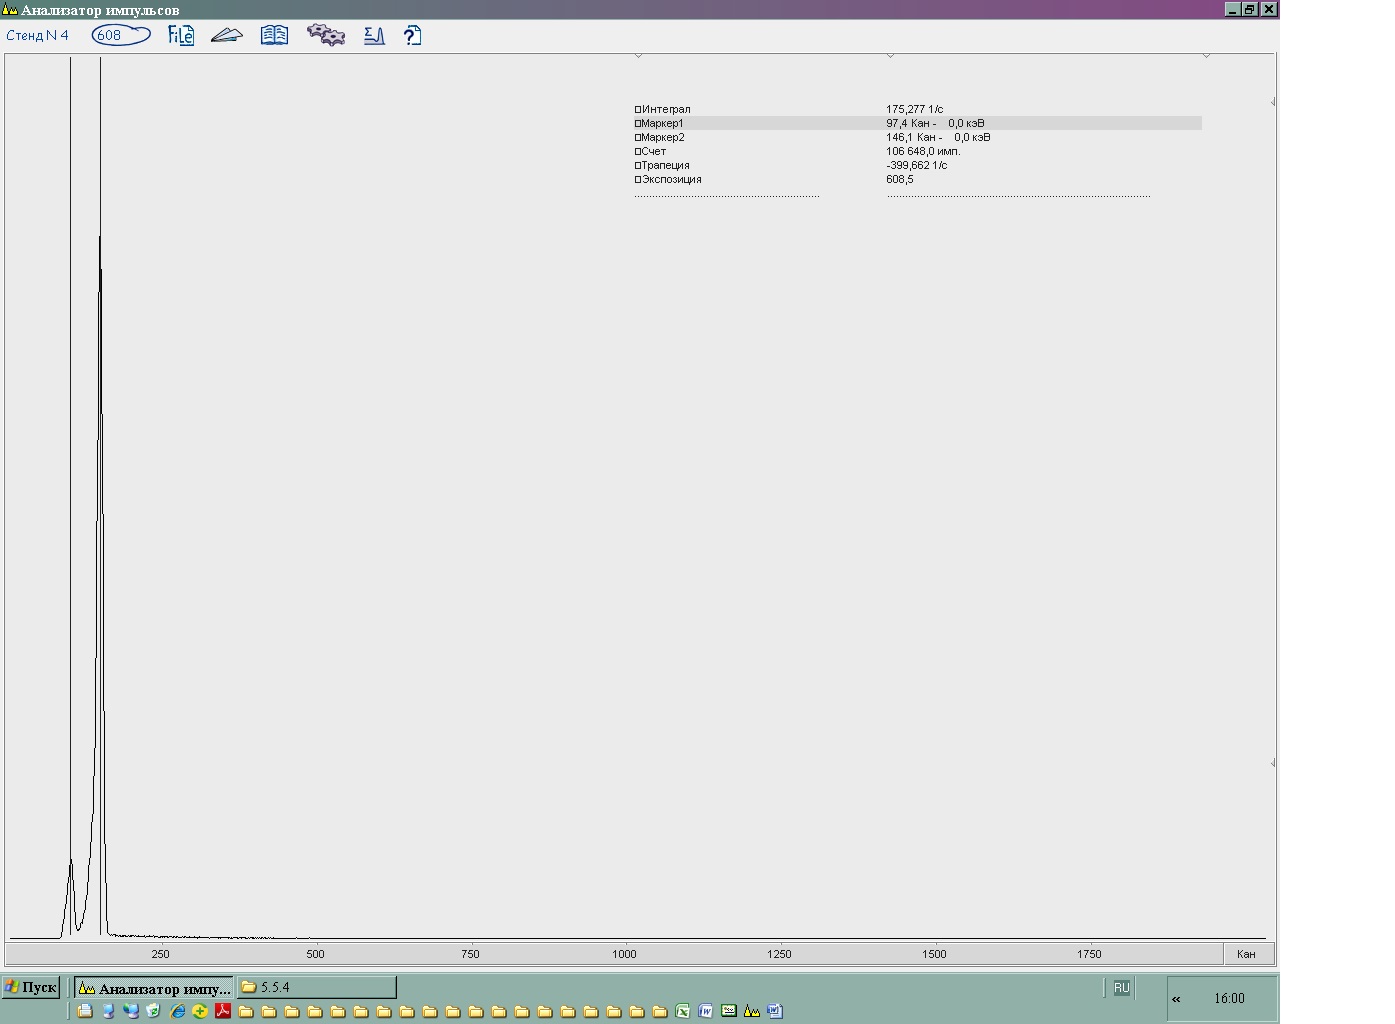 Анализатор импульсов
Стенд N 4 608 FilE
Интеграл 175,277 1/с
Маркер1 97,4 Кан - 0,0 кэВ
Маркер2 146,1 Кан - 0,0 кэВ
Счет 106 648,0 имп.
Трапеция -399,662 1/с
Экспозиция 608,5
250 500 750 1000 1250 1500 1750 Кан
Пуск Анализатор импу... 5.5.4 RU « 16:00